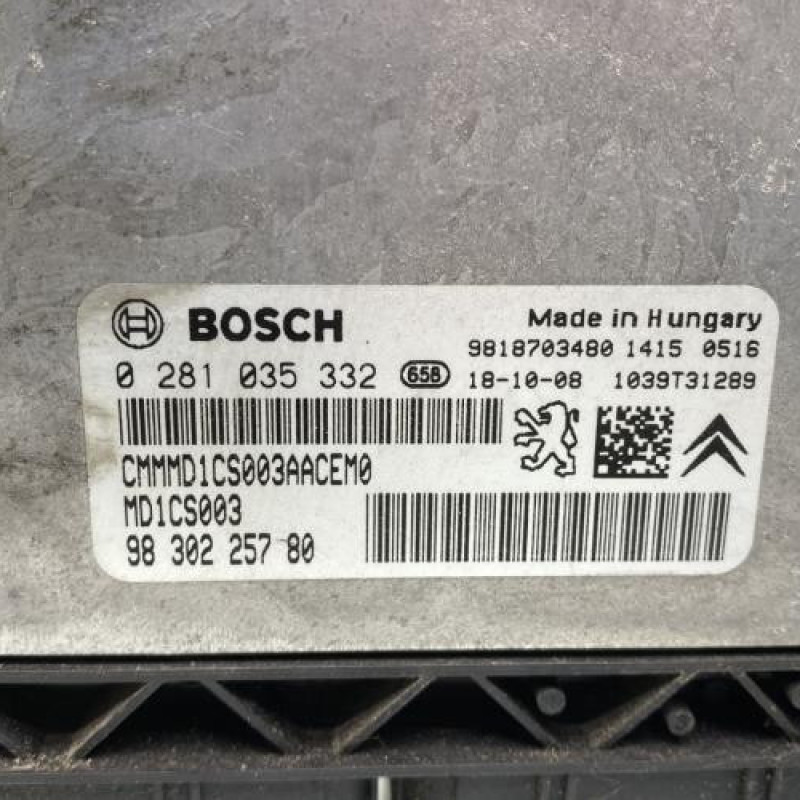 BOSCH
Made in Hungary
9818703480 1415 0516
0 281 035 332 65B 18-10-08 1039T31289
CMMMD1CS003AACEM0
MD1CS003
98 302 257 80